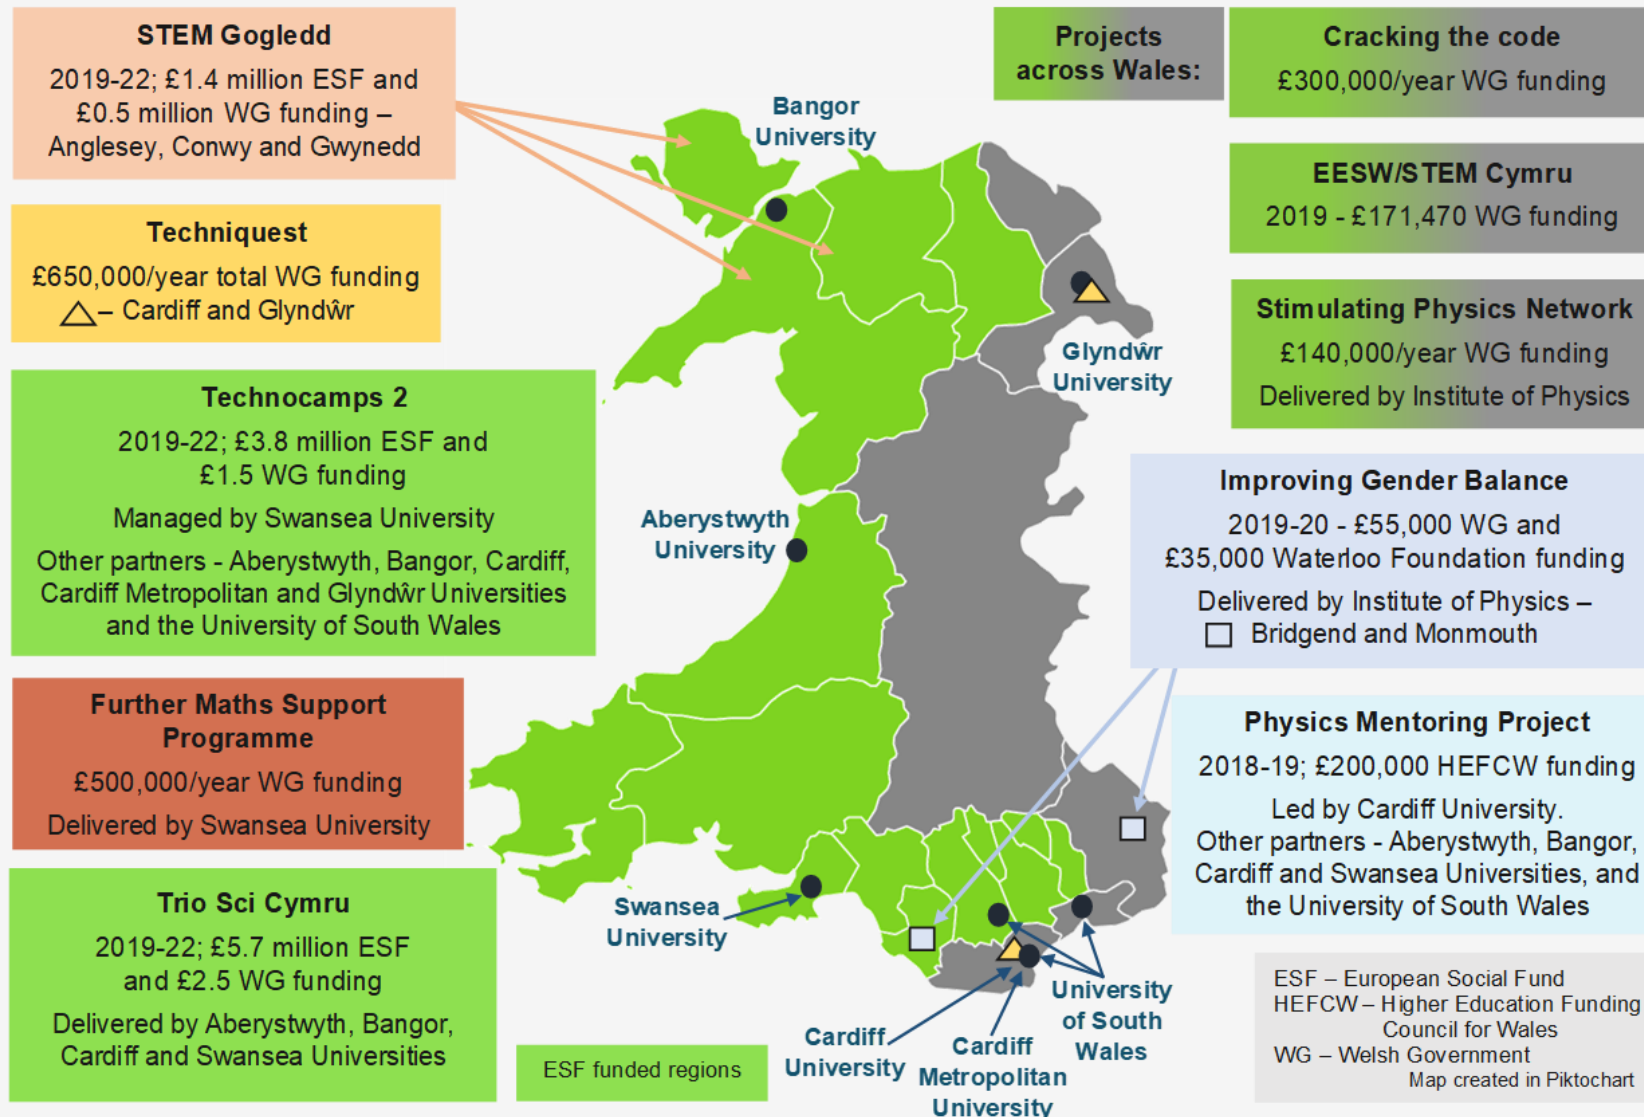 STEM Gogledd
2019-22; £1.4 million ESF and
£0.5 million WG funding –
Anglesey, Conwy and Gwynedd
Techniquest
£650,000/year total WG funding
– Cardiff and Glyndŵr
Technocamps 2
2019-22; £3.8 million ESF and
£1.5 WG funding
Managed by Swansea University
Other partners - Aberystwyth, Bangor, Cardiff,
Cardiff Metropolitan and Glyndŵr Universities
and the University of South Wales
Further Maths Support
Programme
£500,000/year WG funding
Delivered by Swansea University
Trio Sci Cymru
2019-22; £5.7 million ESF
and £2.5 WG funding
Delivered by Aberystwyth, Bangor,
Cardiff and Swansea Universities
ESF funded regions
Bangor
University
Glyndŵr
University
Aberystwyth
University
Swansea
University
Cardiff
University
Cardiff
Metropolitan
University
University
of South
Wales
Projects
across Wales:
Cracking the code
£300,000/year WG funding
EESW/STEM Cymru
2019 - £171,470 WG funding
Stimulating Physics Network
£140,000/year WG funding
Delivered by Institute of Physics
Improving Gender Balance
2019-20 - £55,000 WG and
£35,000 Waterloo Foundation funding
Delivered by Institute of Physics –
Bridgend and Monmouth
Physics Mentoring Project
2018-19; £200,000 HEFCW funding
Led by Cardiff University.
Other partners - Aberystwyth, Bangor,
Cardiff and Swansea Universities, and
the University of South Wales
ESF – European Social Fund
HEFCW – Higher Education Funding
Council for Wales
WG – Welsh Government
Map created in Piktochart